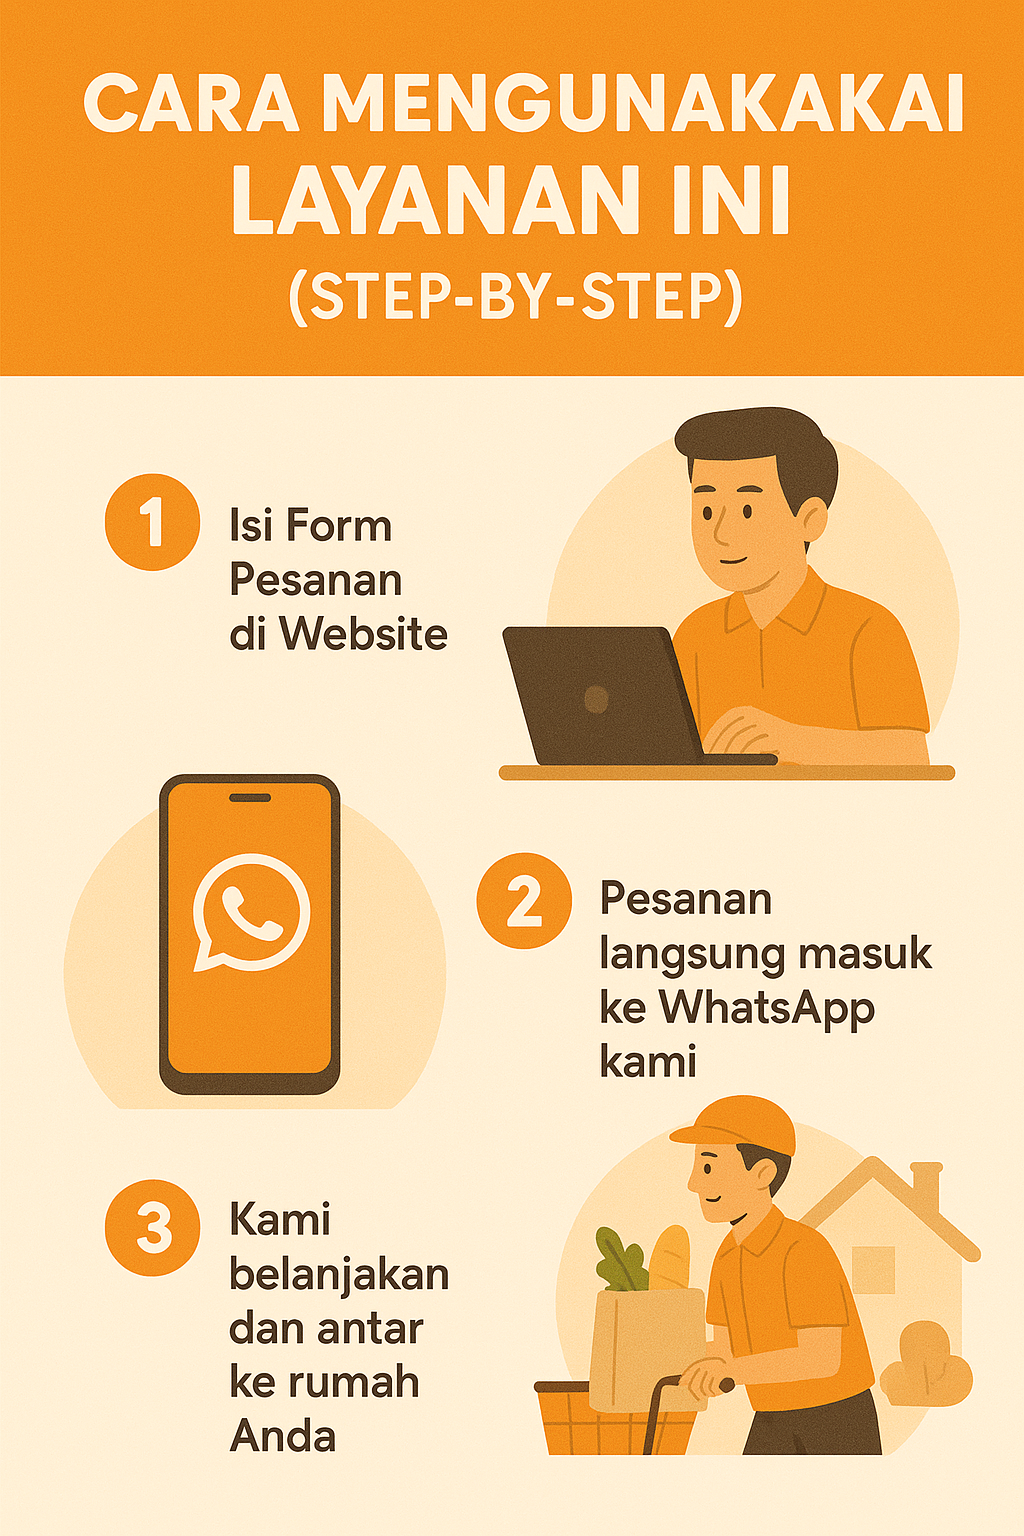 CARA MENGUNAKAKAI
LAYANAN INI
(STEP-BY-STEP)
1
Isi Form
Pesanan
di Website
2
Pesanan
langsung masuk
ke WhatsApp
kami
3
Kami
belanjakan
dan antar
ke rumah
Anda